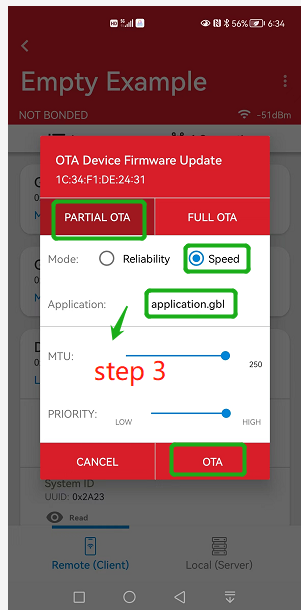 56% 6:34
Empty Example
NOT BONDED -51dBm
OTA Device Firmware Update
1C:34:F1:DE:24:31
PARTIAL OTA FULL OTA
Mode: Reliability Speed
Application: application.gbl
MTU: 250
step 3
PRIORITY: LOW HIGH
CANCEL OTA
System ID
UUID: 0x2A23
Read
Remote (Client) Local (Server)